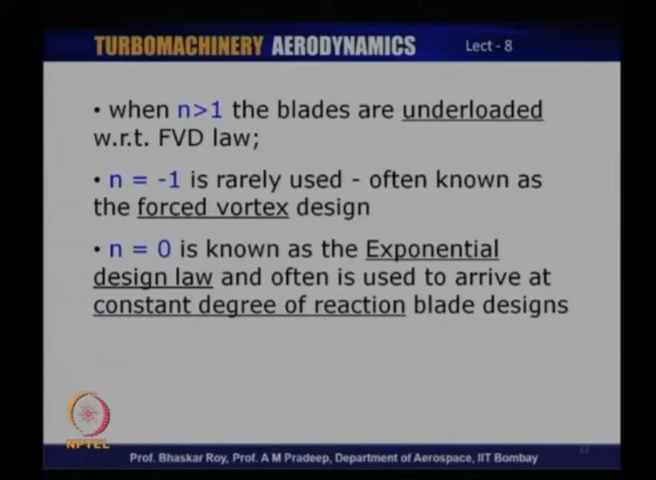 TURBOMACHINERY AERODYNAMICS Lect - 8
• when n>1 the blades are underloaded
w.r.t. FVD law;
• n = -1 is rarely used - often known as
the forced vortex design
• n = 0 is known as the Exponential
design law and often is used to arrive at
constant degree of reaction blade designs
NPTEL
Prof. Bhaskar Roy, Prof. A M Pradeep, Department of Aerospace, IIT Bombay